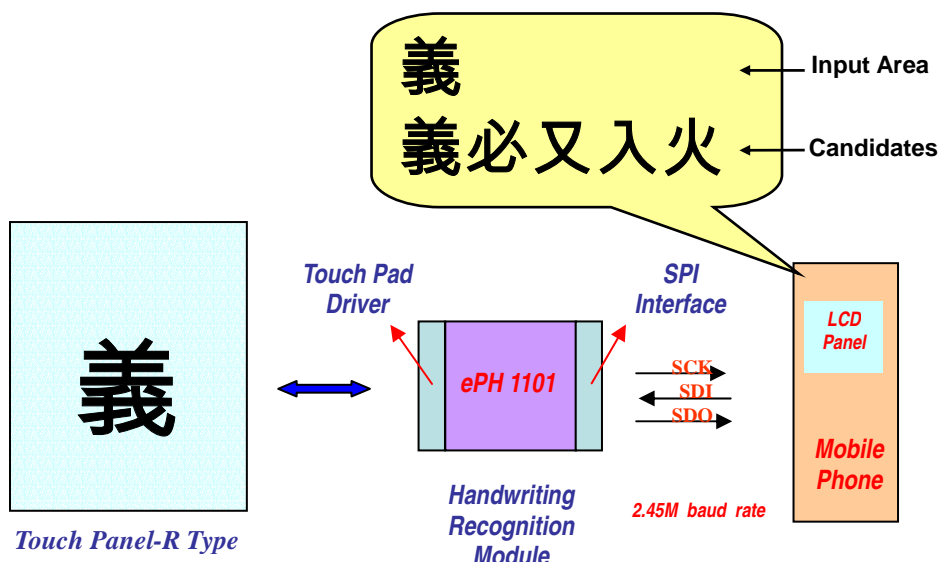 義
Input Area
義必又入火
Candidates
Touch Pad
Driver
SPI
Interface
LCD
Panel
義
ePH 1101
SCK
SDI
SDO
Mobile
Phone
Handwriting
Recognition
Module
2.45M baud rate
Touch Panel-R Type